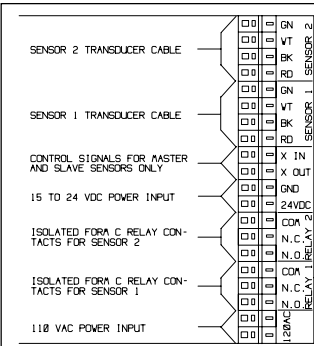 SENSOR 2 TRANSDUCER CABLE
GN
WT
BK
RD
SENSOR 2
SENSOR 1 TRANSDUCER CABLE
GN
WT
BK
RD
SENSOR 1
CONTROL SIGNALS FOR MASTER
AND SLAVE SENSORS ONLY
X IN
X OUT
15 TO 24 VDC POWER INPUT
GND
24VDC
ISOLATED FORM C RELAY CON-
TACTS FOR SENSOR 2
COM
N.C.
N.O.
RELAY 2
ISOLATED FORM C RELAY CON-
TACTS FOR SENSOR 1
COM
N.C.
N.O.
RELAY 1
110 VAC POWER INPUT
120AC